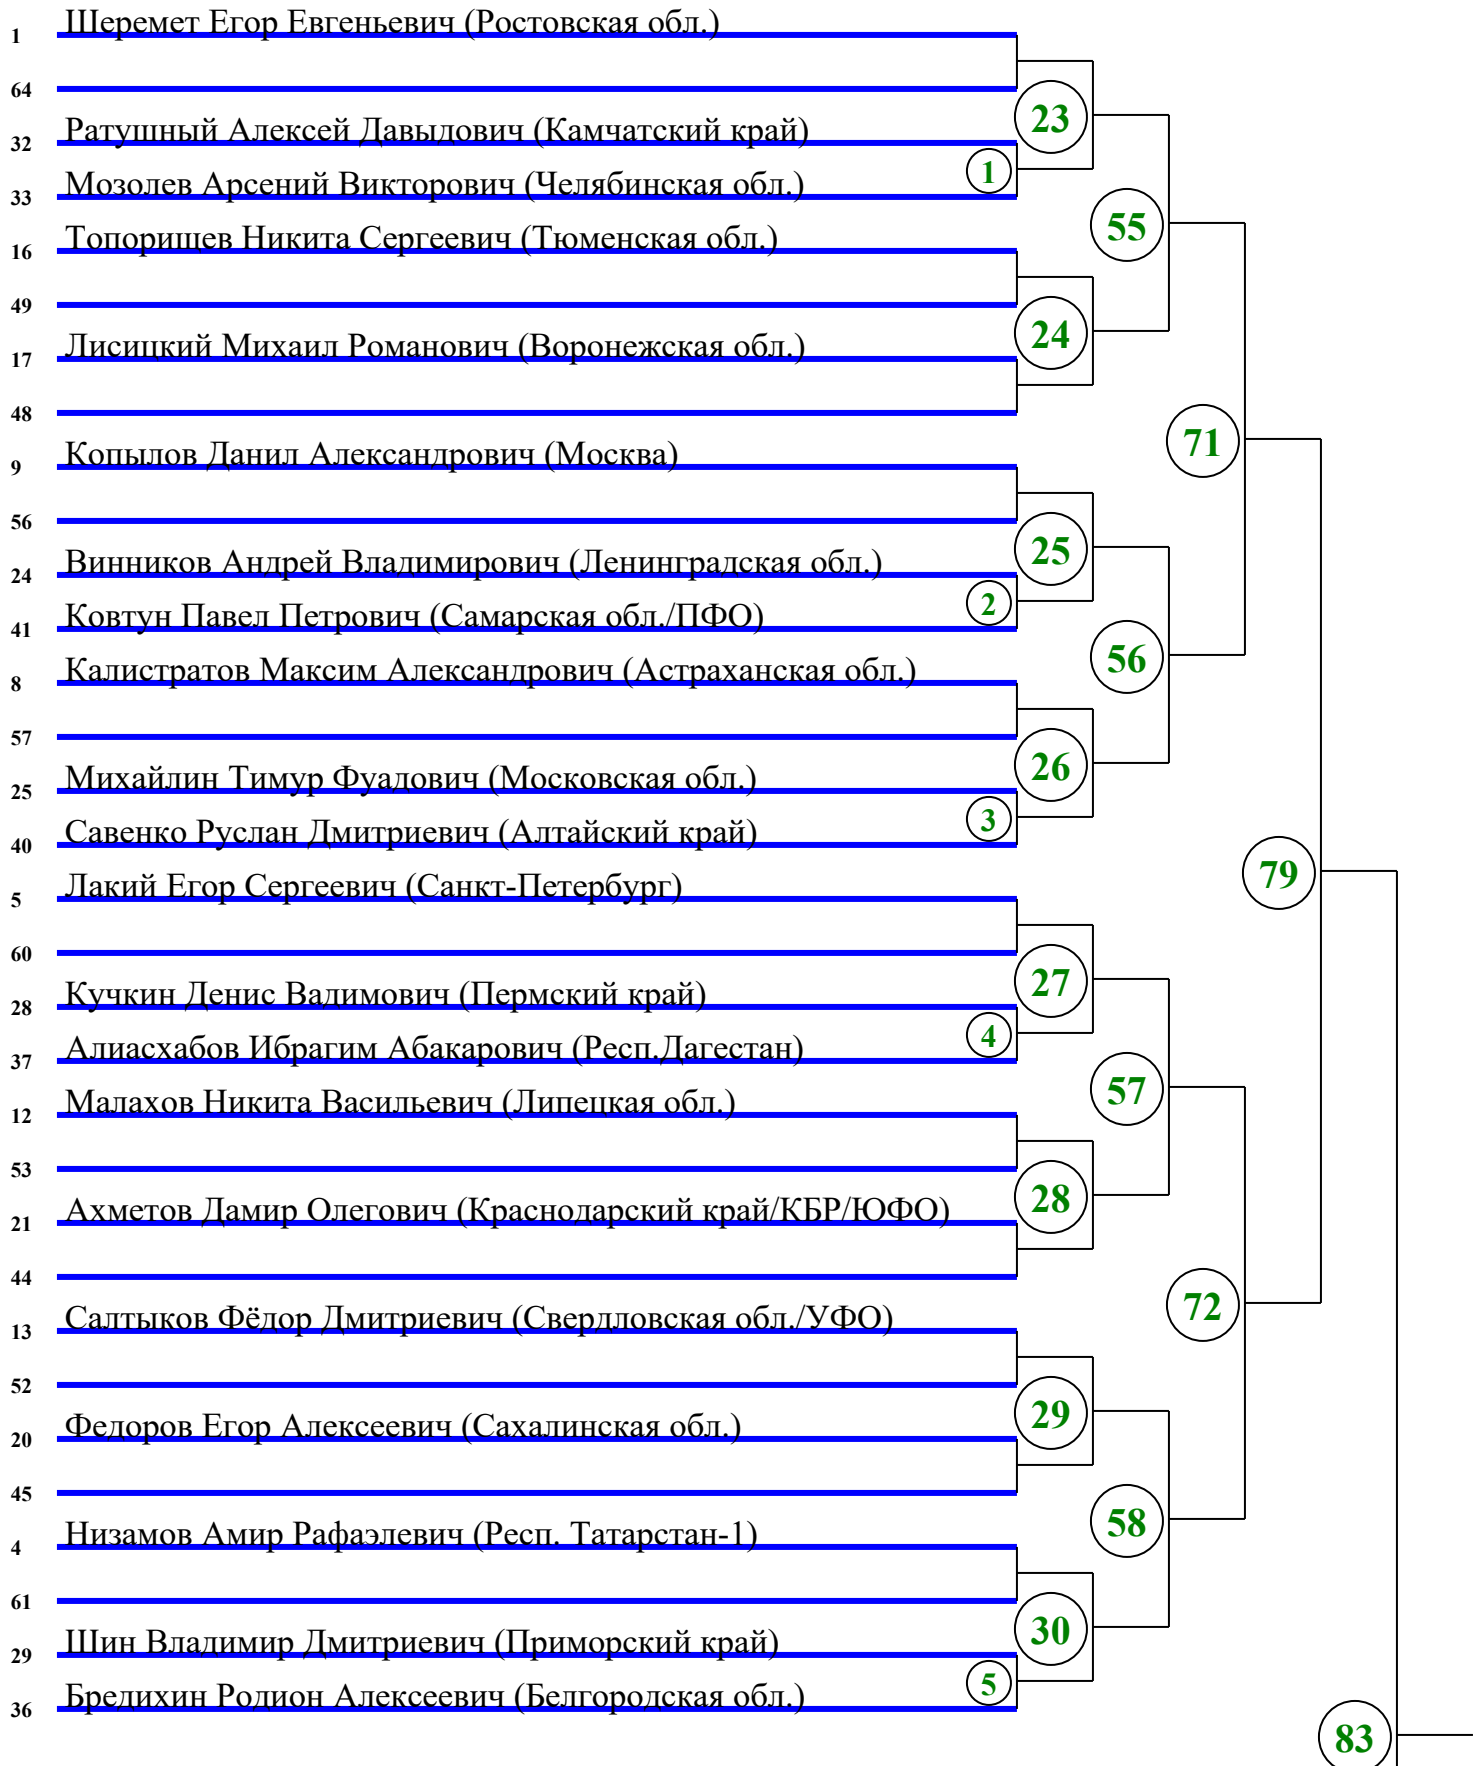 1 Шеремет Егор Евгеньевич (Ростовская обл.)
64
23
32 Ратушный Алексей Давыдович (Камчатский край)
1
33 Мозолев Арсений Викторович (Челябинская обл.)
55
16 Топорищев Никита Сергеевич (Тюменская обл.)
49
24
17 Лисицкий Михаил Романович (Воронежская обл.)
48
71
9 Копылов Данил Александрович (Москва)
56
25
24 Винников Андрей Владимирович (Ленинградская обл.)
2
41 Ковтун Павел Петрович (Самарская обл./ПФО)
56
8 Калистратов Максим Александрович (Астраханская обл.)
57
26
25 Михайлин Тимур Фуадович (Московская обл.)
3
40 Савенко Руслан Дмитриевич (Алтайский край)
79
5 Лакий Егор Сергеевич (Санкт-Петербург)
60
27
28 Кучкин Денис Вадимович (Пермский край)
4
37 Алиасхабов Ибрагим Абакарович (Респ.Дагестан)
57
12 Малахов Никита Васильевич (Липецкая обл.)
53
28
21 Ахметов Дамир Олегович (Краснодарский край/КБР/ЮФО)
44
72
13 Салтыков Фёдор Дмитриевич (Свердловская обл./УФО)
52
29
20 Федоров Егор Алексеевич (Сахалинская обл.)
45
58
4 Низамов Амир Рафаэлевич (Респ. Татарстан-1)
61
30
29 Шин Владимир Дмитриевич (Приморский край)
5
36 Бредихин Родион Алексеевич (Белгородская обл.)
83